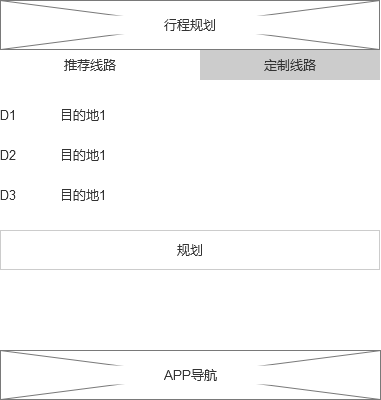 行程规划
推荐线路 定制线路
D1 目的地1
D2 目的地1
D3 目的地1
规划
APP导航